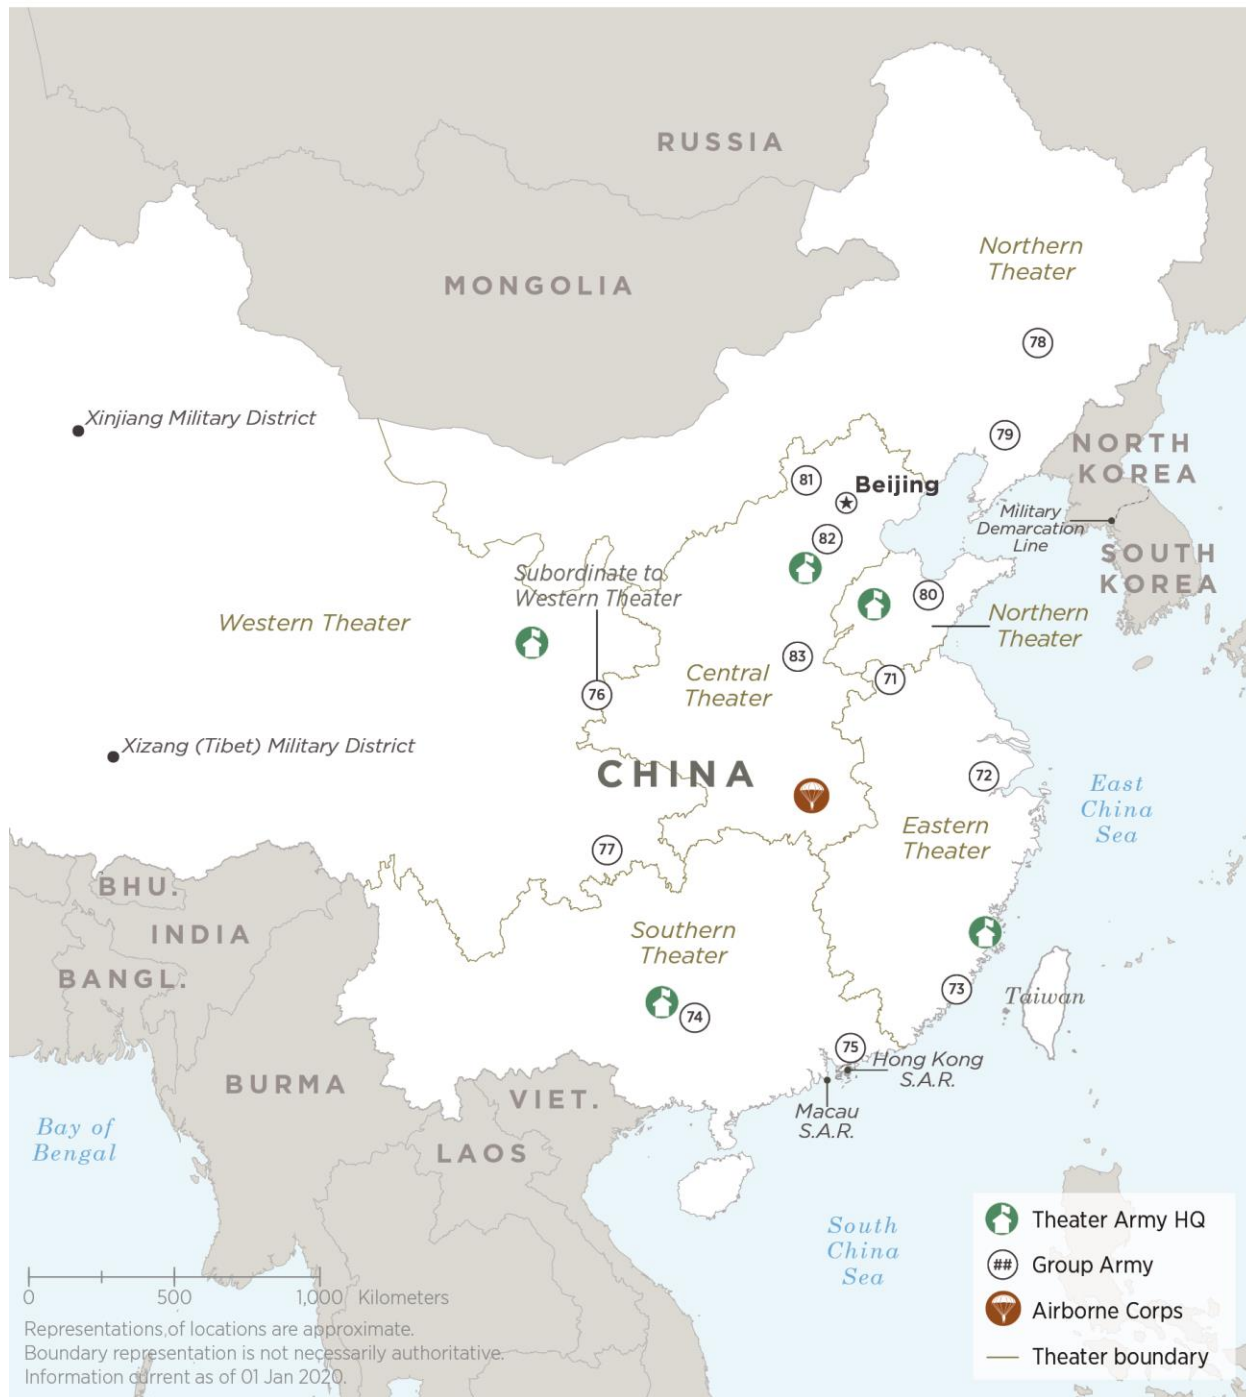 RUSSIA
Northern
Theater
MONGOLIA
78
Xinjiang Military District
79
NORTH
KOREA
81
Beijing
Military
Demarcation
Line
82
SOUTH
KOREA
Subordinate to
Western Theater
80
Western Theater
Northern
Theater
83
Central
Theater
71
76
Xizang (Tibet) Military District
CHINA
72
East
China
Sea
Eastern
Theater
77
BHU.
INDIA
Southern
Theater
BANGL.
73
Taiwan
74
75
Hong Kong
S.A.R.
BURMA
VIET.
Macau
S.A.R.
Bay of
Bengal
LAOS
South
China
Sea
Theater Army HQ
## Group Army
Airborne Corps
Theater boundary
0 500 1,000 Kilometers
Representations,of locations are approximate.
Boundary representation is not necessarily authoritative.
Information current as of 01 Jan 2020.